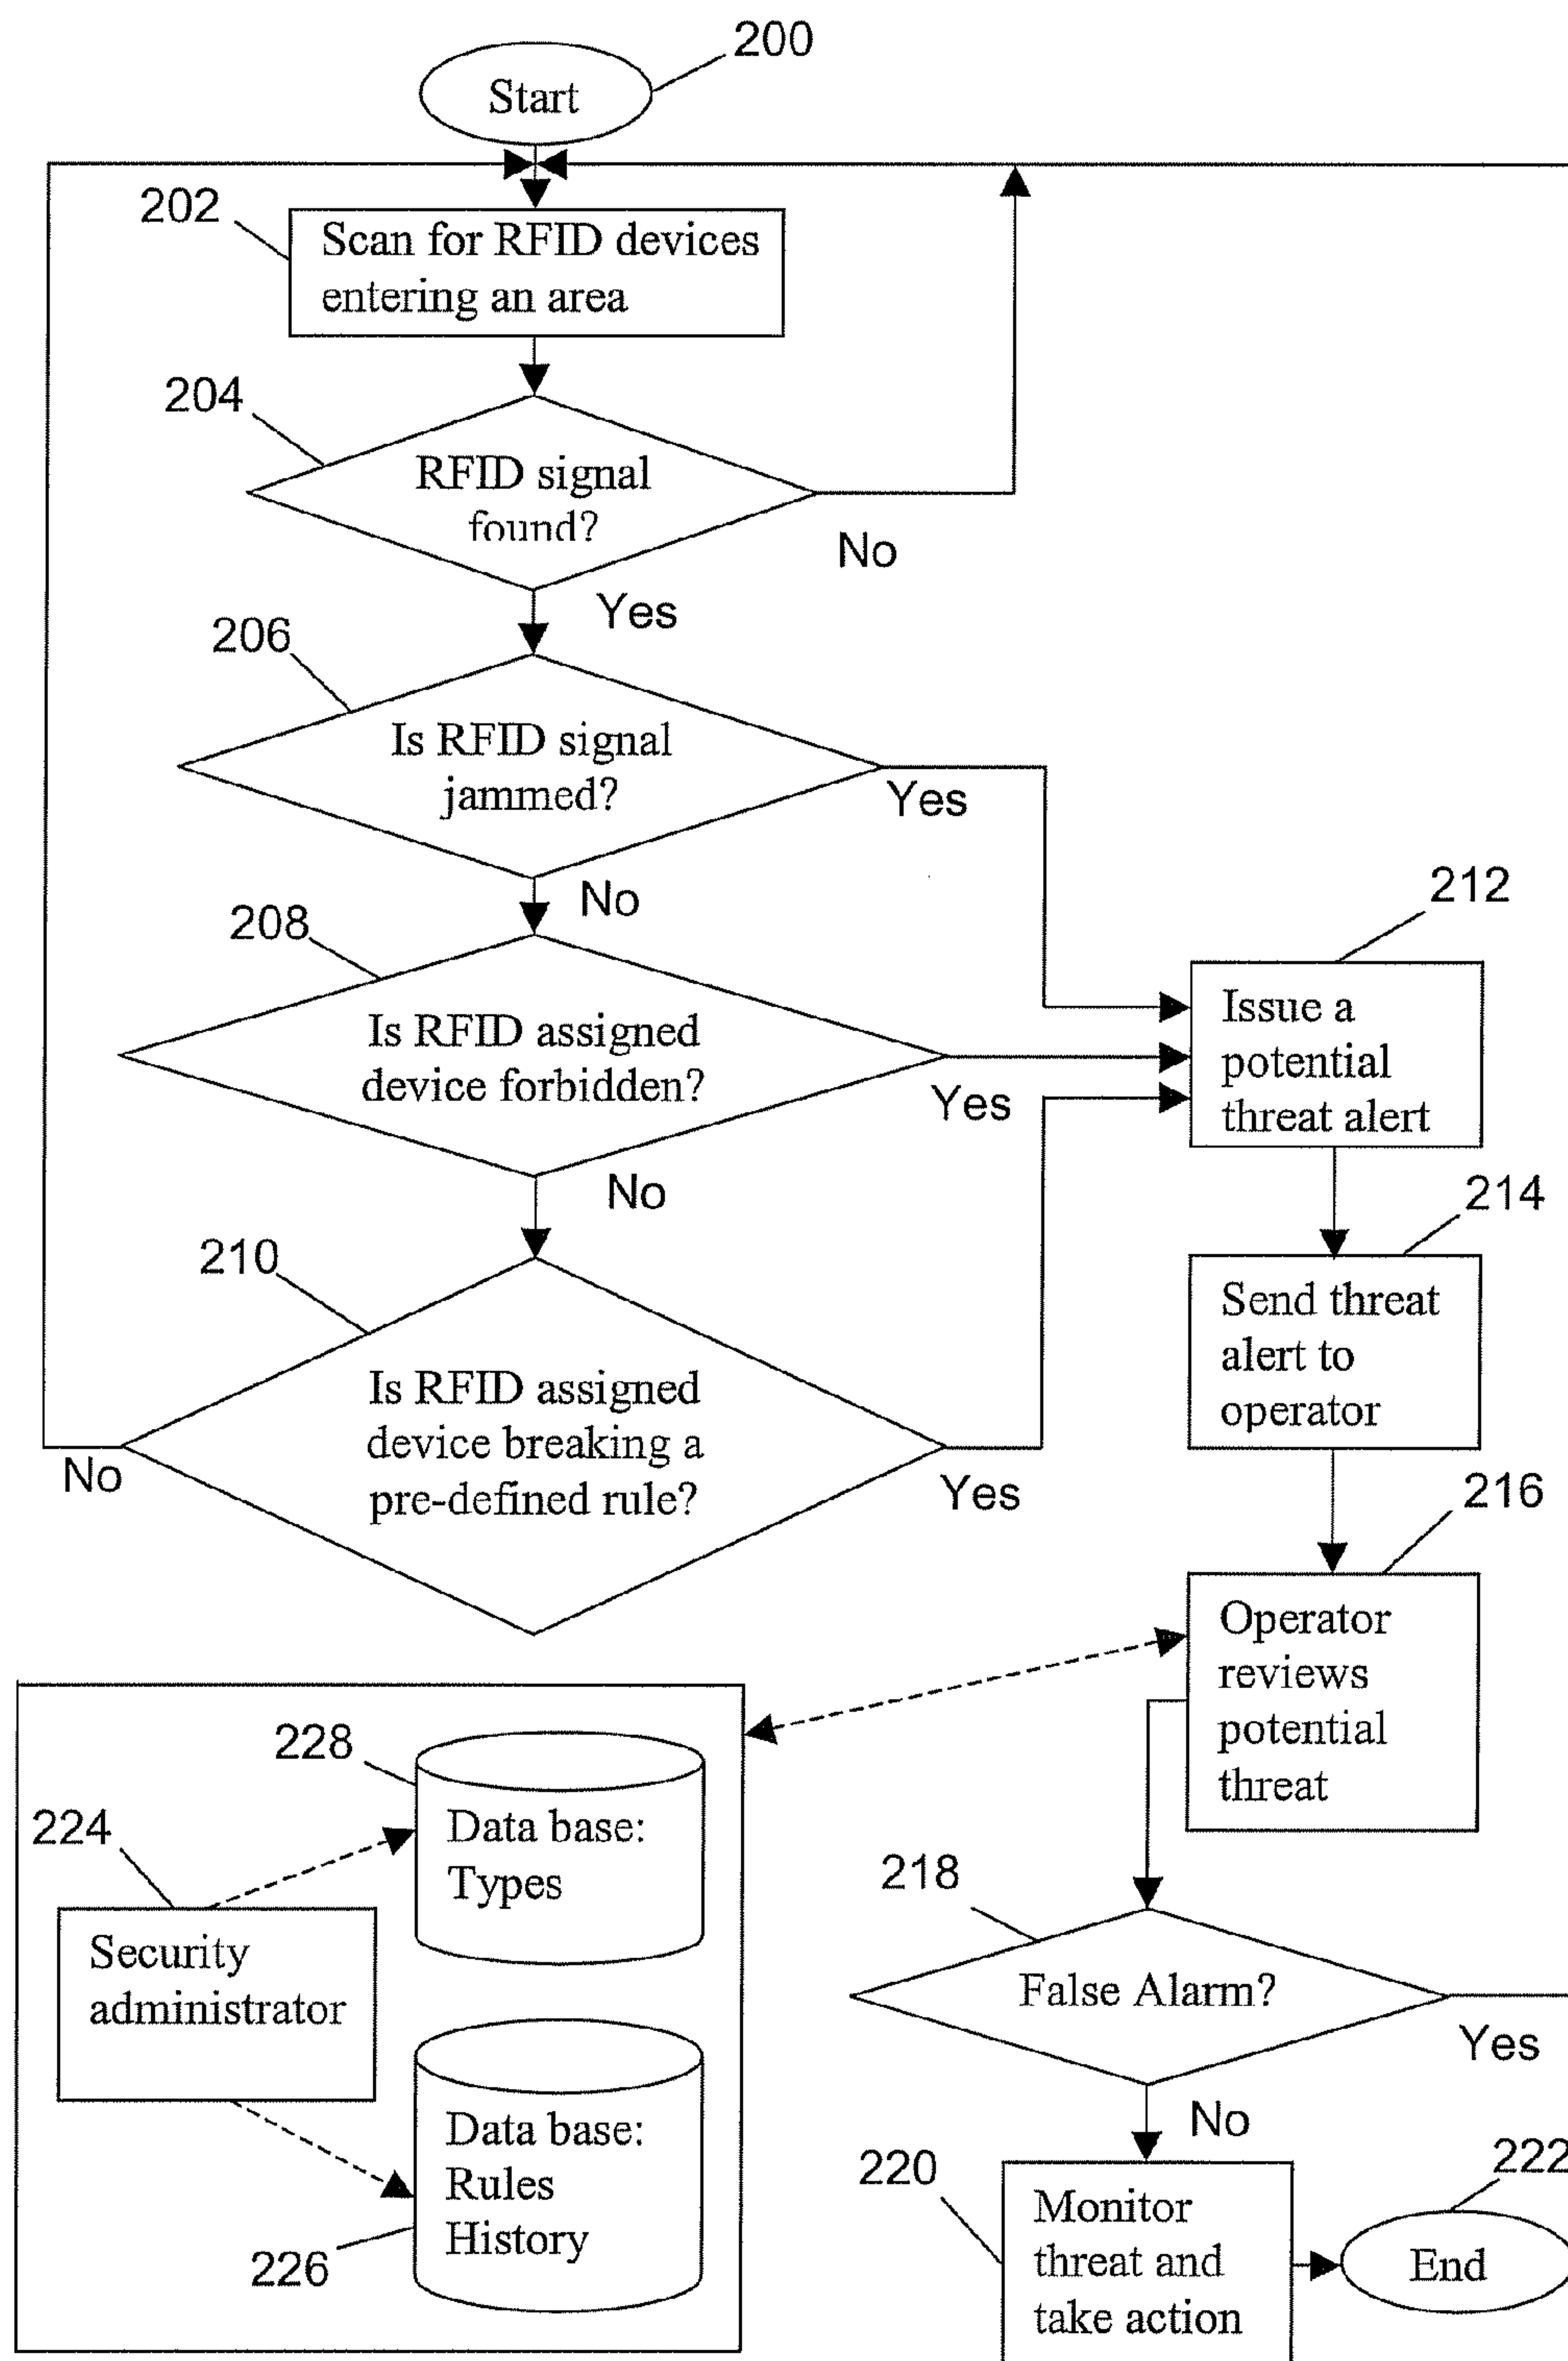 200
Start
202
Scan for RFID devices
entering an area
204
RFID signal
found?
No
Yes
206
Is RFID signal
jammed?
Yes
No
208
Is RFID assigned
device forbidden?
Yes
No
210
Is RFID assigned
device breaking a
pre-defined rule?
No
Yes
212
Issue a
potential
threat alert
214
Send threat
alert to
operator
216
Operator
reviews
potential
threat
218
False Alarm?
Yes
No
220
Monitor
threat and
take action
222
End
228
Data base:
Types
224
Security
administrator
Data base:
Rules
History
226